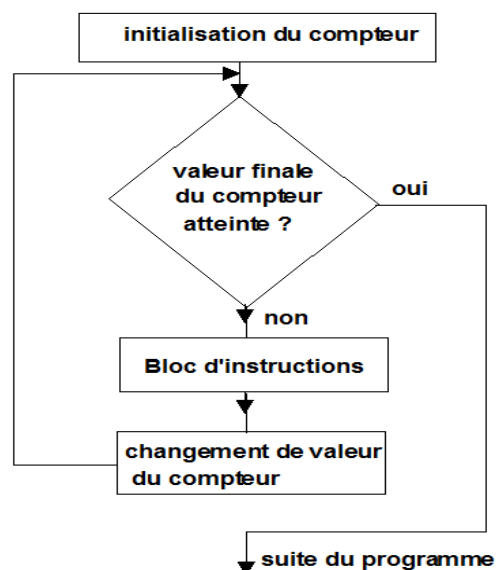 initialisation du compteur
valeur finale
du compteur
atteinte ?
oui
non
Bloc d'instructions
changement de valeur
du compteur
suite du programme